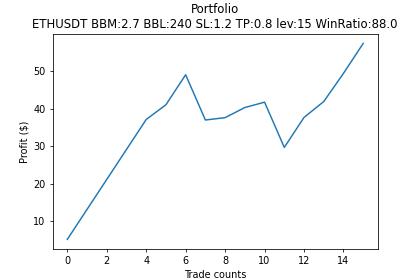 Portfolio
ETHUSDT BBM:2.7 BBL:240 SL:1.2 TP:0.8 lev:15 WinRatio:88.0
50
40
30
20
10
Profit ($)
0 2 4 6 8 10 12 14
Trade counts